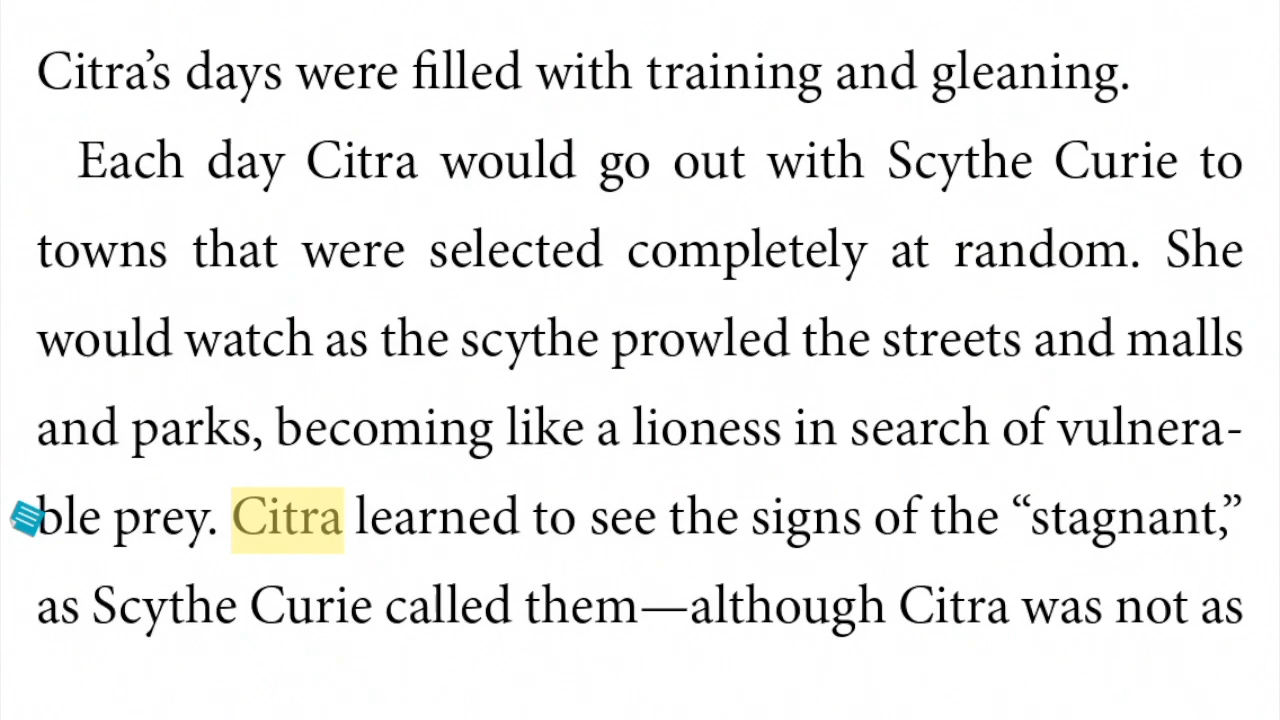 Citra’s days were filled with training and gleaning.
Each day Citra would go out with Scythe Curie to
towns that were selected completely at random. She
would watch as the scythe prowled the streets and malls
and parks, becoming like a lioness in search of vulnera-
ble prey. Citra learned to see the signs of the “stagnant,”
as Scythe Curie called them—although Citra was not as